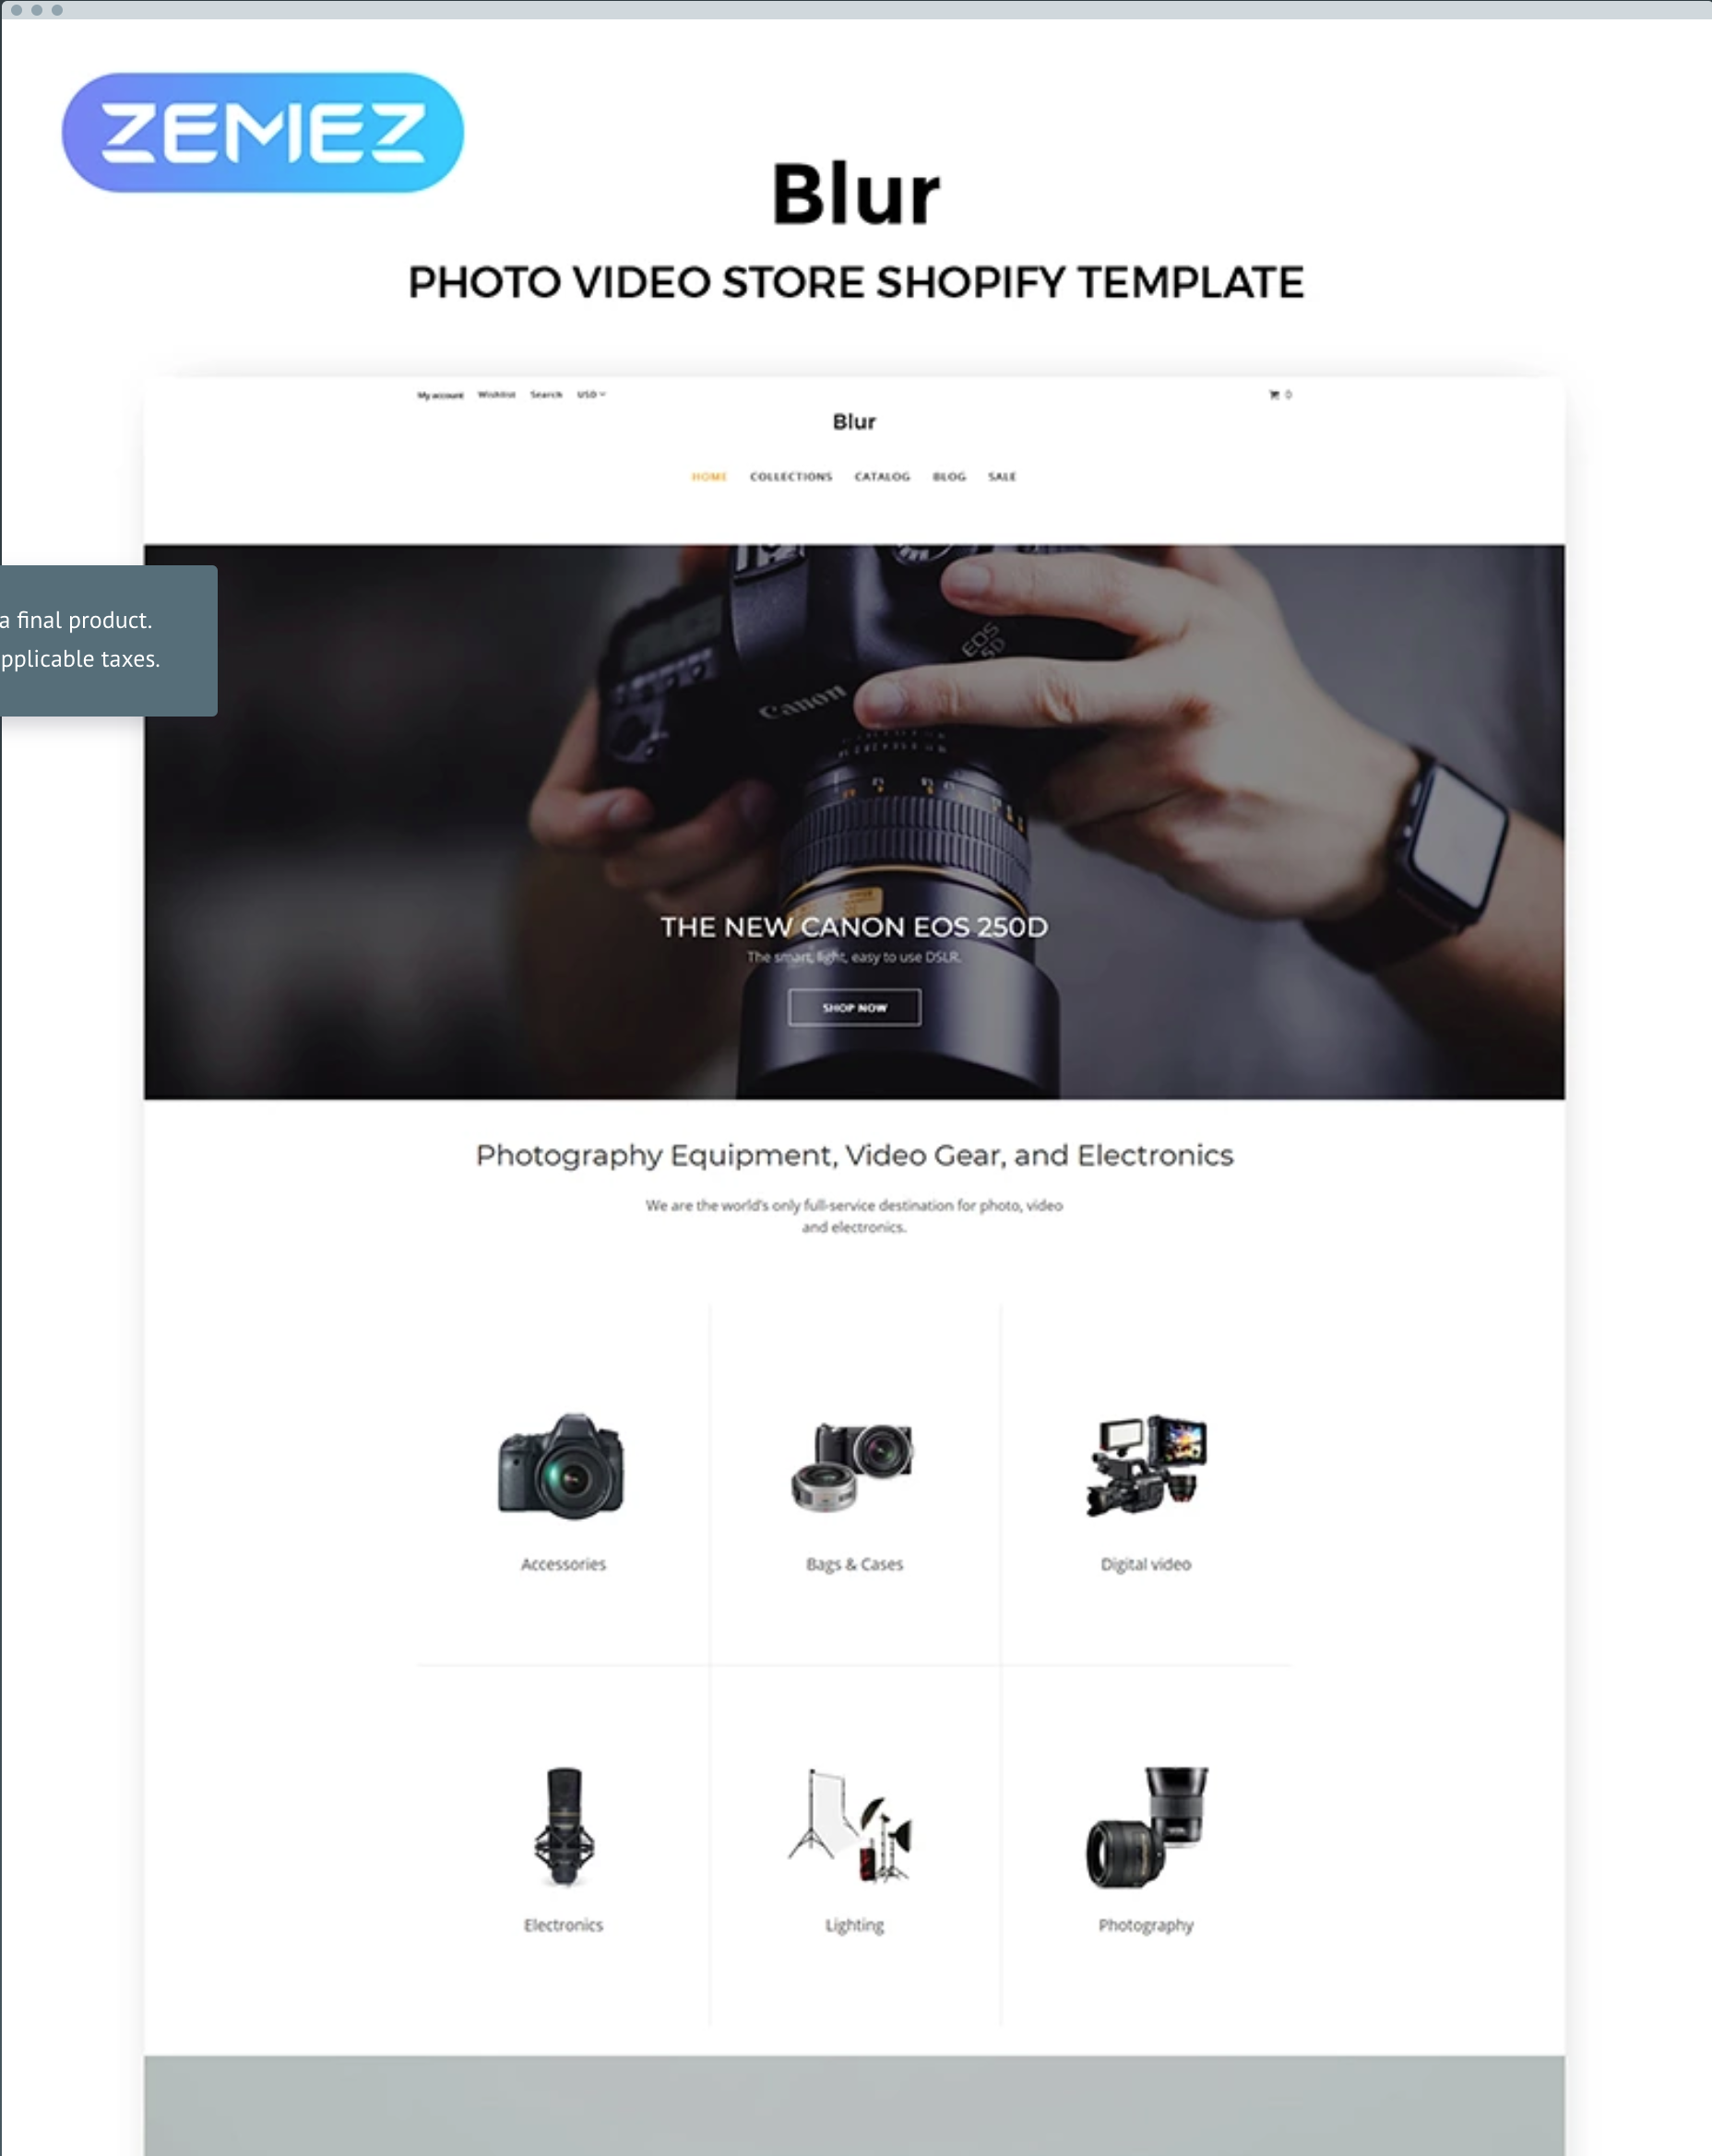 ZEMEZ
Blur
PHOTO VIDEO STORE SHOPIFY TEMPLATE
My account Wishlist Search USD 0
Blur
HOME COLLECTIONS CATALOG BLOG SALE
a final product.
pplicable taxes.
EOS
5D
Canon
THE NEW CANON EOS 250D
The smart, light, easy to use DSLR.
SHOP NOW
Photography Equipment, Video Gear, and Electronics
We are the world's only full-service destination for photo, video
and electronics.
Accessories Bags & Cases Digital video
Electronics Lighting Photography